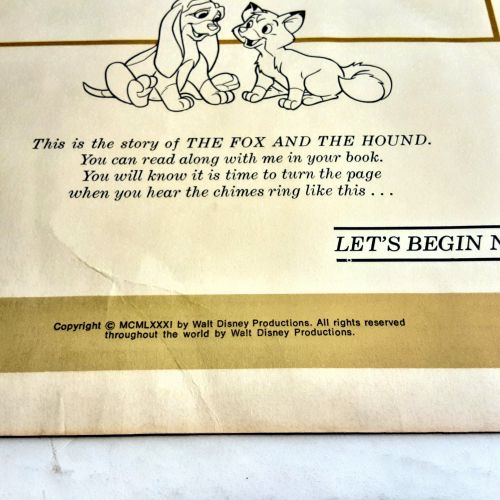 This is the story of THE FOX AND THE HOUND.
You can read along with me in your book.
You will know it is time to turn the page
when you hear the chimes ring like this . . .
LET'S BEGIN N
Copyright © MCMLXXXI by Walt Disney Productions. All rights reserved
throughout the world by Walt Disney Productions.